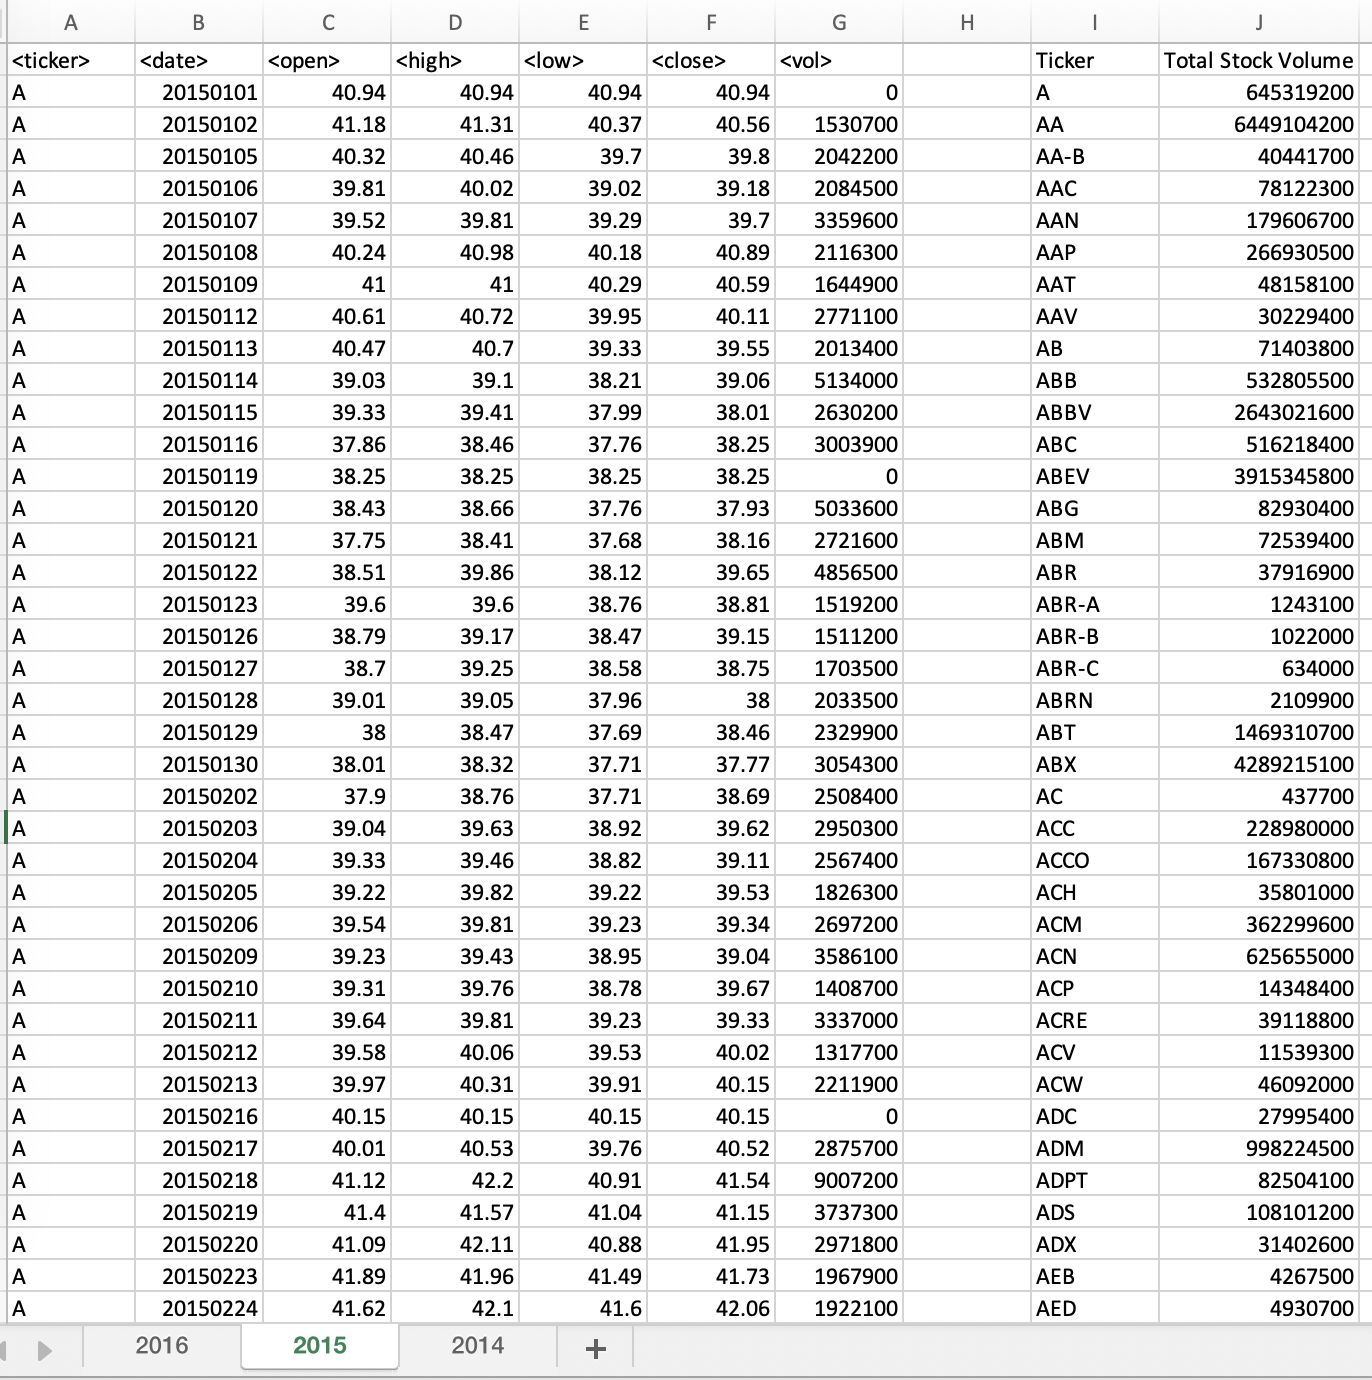 A B C D E F G H I J
<ticker> <date> <open> <high> <low> <close> <vol> Ticker Total Stock Volume
A 20150101 40.94 40.94 40.94 40.94 0 A 645319200
A 20150102 41.18 41.31 40.37 40.56 1530700 AA 6449104200
A 20150105 40.32 40.46 39.7 39.8 2042200 AA-B 40441700
A 20150106 39.81 40.02 39.02 39.18 2084500 AAC 78122300
A 20150107 39.52 39.81 39.29 39.7 3359600 AAN 179606700
A 20150108 40.24 40.98 40.18 40.89 2116300 AAP 266930500
A 20150109 41 41 40.29 40.59 1644900 AAT 48158100
A 20150112 40.61 40.72 39.95 40.11 2771100 AAV 30229400
A 20150113 40.47 40.7 39.33 39.55 2013400 AB 71403800
A 20150114 39.03 39.1 38.21 39.06 5134000 ABB 532805500
A 20150115 39.33 39.41 37.99 38.01 2630200 ABBV 2643021600
A 20150116 37.86 38.46 37.76 38.25 3003900 ABC 516218400
A 20150119 38.25 38.25 38.25 38.25 0 ABEV 3915345800
A 20150120 38.43 38.66 37.76 37.93 5033600 ABG 82930400
A 20150121 37.75 38.41 37.68 38.16 2721600 ABM 72539400
A 20150122 38.51 39.86 38.12 39.65 4856500 ABR 37916900
A 20150123 39.6 39.6 38.76 38.81 1519200 ABR-A 1243100
A 20150126 38.79 39.17 38.47 39.15 1511200 ABR-B 1022000
A 20150127 38.7 39.25 38.58 38.75 1703500 ABR-C 634000
A 20150128 39.01 39.05 37.96 38 2033500 ABRN 2109900
A 20150129 38 38.47 37.69 38.46 2329900 ABT 1469310700
A 20150130 38.01 38.32 37.71 37.77 3054300 ABX 4289215100
A 20150202 37.9 38.76 37.71 38.69 2508400 AC 437700
A 20150203 39.04 39.63 38.92 39.62 2950300 ACC 228980000
A 20150204 39.33 39.46 38.82 39.11 2567400 ACCO 167330800
A 20150205 39.22 39.82 39.22 39.53 1826300 ACH 35801000
A 20150206 39.54 39.81 39.23 39.34 2697200 ACM 362299600
A 20150209 39.23 39.43 38.95 39.04 3586100 ACN 625655000
A 20150210 39.31 39.76 38.78 39.67 1408700 ACP 14348400
A 20150211 39.64 39.81 39.23 39.33 3337000 ACRE 39118800
A 20150212 39.58 40.06 39.53 40.02 1317700 ACV 11539300
A 20150213 39.97 40.31 39.91 40.15 2211900 ACW 46092000
A 20150216 40.15 40.15 40.15 40.15 0 ADC 27995400
A 20150217 40.01 40.53 39.76 40.52 2875700 ADM 998224500
A 20150218 41.12 42.2 40.91 41.54 9007200 ADPT 82504100
A 20150219 41.4 41.57 41.04 41.15 3737300 ADS 108101200
A 20150220 41.09 42.11 40.88 41.95 2971800 ADX 31402600
A 20150223 41.89 41.96 41.49 41.73 1967900 AEB 4267500
A 20150224 41.62 42.1 41.6 42.06 1922100 AED 4930700
2016 2015 2014 +